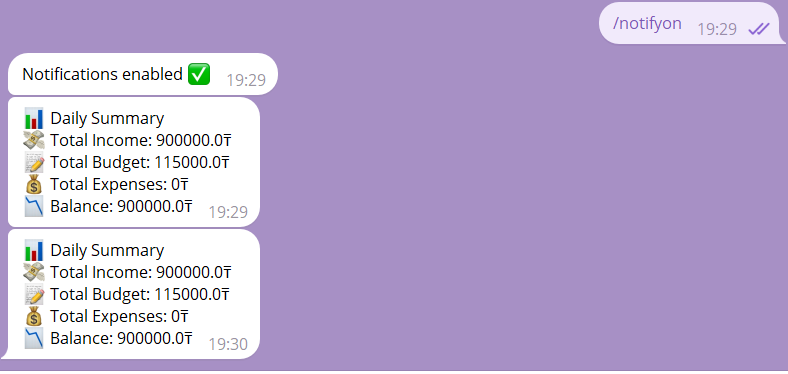 /notifyon 19:29
Notifications enabled ✅ 19:29
📊 Daily Summary
💸 Total Income: 900000.0₸
📝 Total Budget: 115000.0₸
💰 Total Expenses: 0₸
📉 Balance: 900000.0₸ 19:29
📊 Daily Summary
💸 Total Income: 900000.0₸
📝 Total Budget: 115000.0₸
💰 Total Expenses: 0₸
📉 Balance: 900000.0₸ 19:30